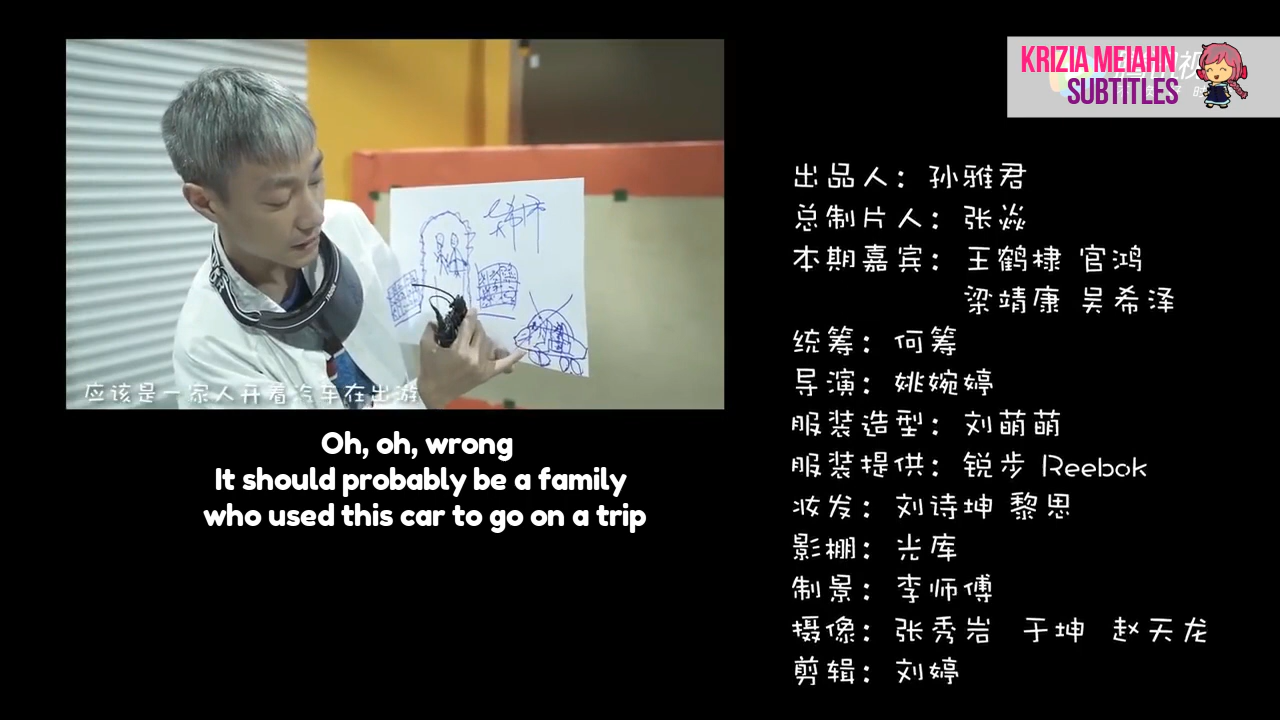 KRIZIA MEIAHN
SUBTITLES
出品人：孙雅君
总制片人：张焱
本期嘉宾：王鹤棣 官鸿
梁靖康 吴希泽
统筹：何筹
导演：姚婉婷
服装造型：刘萌萌
服装提供：锐步 Reebok
妆发：刘诗坤 黎思
影棚：光库
制景：李师傅
摄像：张秀岩 于坤 赵天龙
剪辑：刘婷
应该是一家人开着汽车在出游
Oh, oh, wrong
It should probably be a family
who used this car to go on a trip